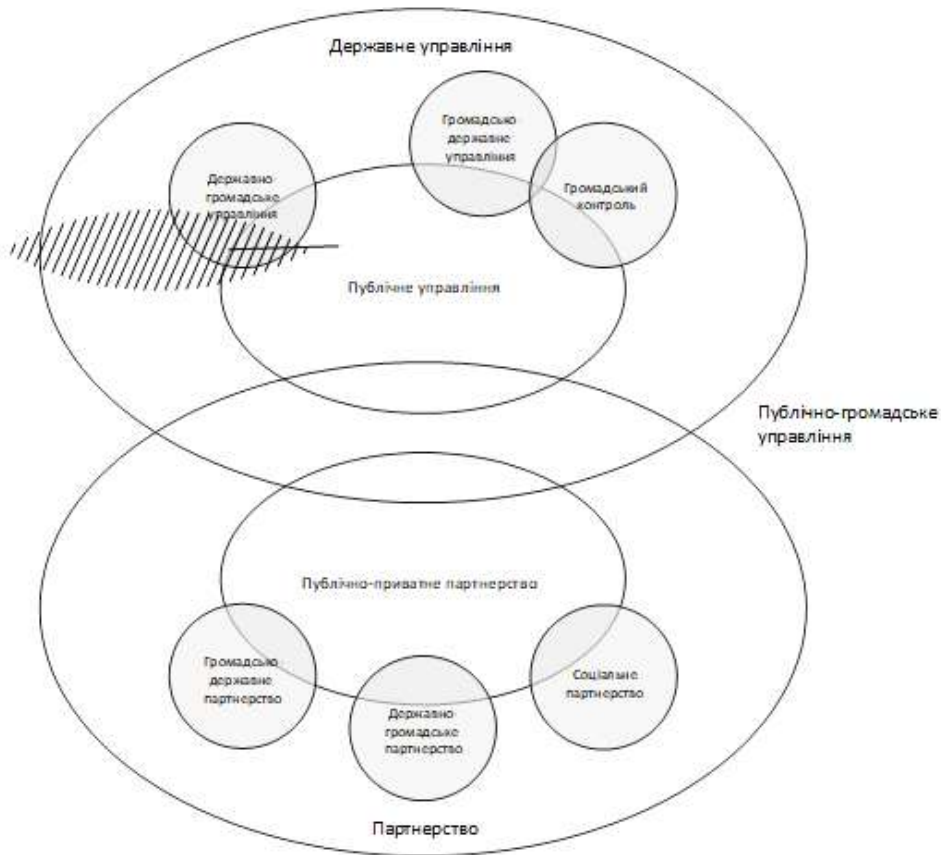 Державне управління
Громадсько
державне
управління
Державно-
громадське
управління
Громадський
контроль
Публічне управління
Публічно-громадське
управління
Публічно-приватне партнерство
Громадсько
державне
партнерство
Соціальне
партнерство
Державно
громадське
партнерство
Партнерство